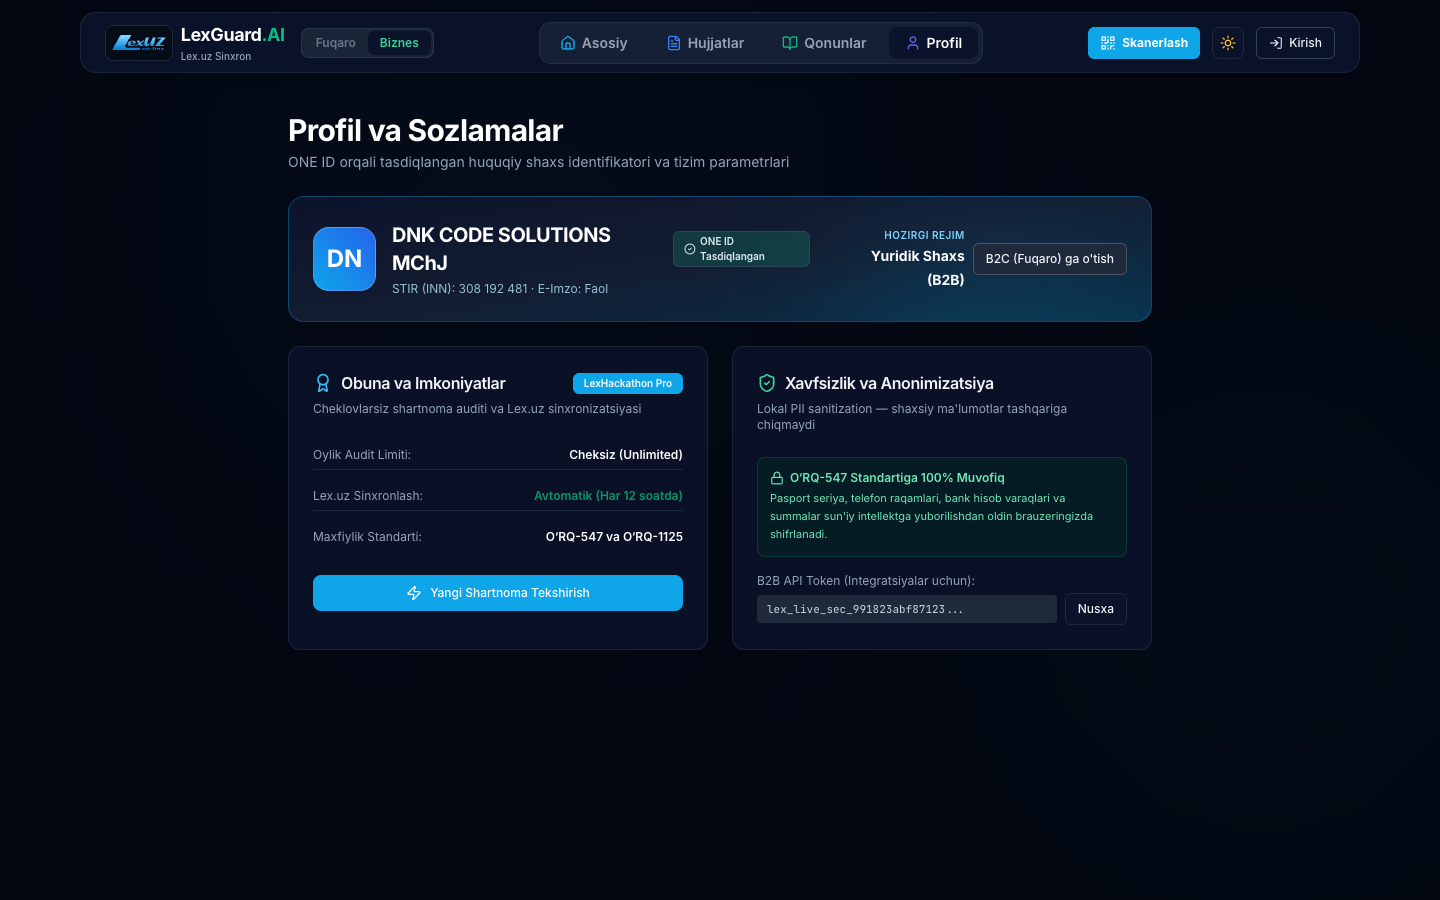 LexUZ
LexGuard.AI
Lex.uz Sinxron
Fuqaro
Biznes
Asosiy
Hujjatlar
Qonunlar
Profil
Skanerlash
Kirish
Profil va Sozlamalar
ONE ID orqali tasdiqlangan huquqiy shaxs identifikatori va tizim parametrlari
DN
DNK CODE SOLUTIONS
MChJ
STIR (INN): 308 192 481 · E-Imzo: Faol
ONE ID
Tasdiqlangan
HOZIRGI REJIM
Yuridik Shaxs
(B2B)
B2C (Fuqaro) ga o'tish
Obuna va Imkoniyatlar
LexHackathon Pro
Cheklovlarsiz shartnoma auditi va Lex.uz sinxronizatsiyasi
Oylik Audit Limiti:
Cheksiz (Unlimited)
Lex.uz Sinxronlash:
Avtomatik (Har 12 soatda)
Maxfiylik Standarti:
O‘RQ-547 va O‘RQ-1125
Yangi Shartnoma Tekshirish
Xavfsizlik va Anonimizatsiya
Lokal PII sanitization — shaxsiy ma'lumotlar tashqariga
chiqmaydi
O‘RQ-547 Standartiga 100% Muvofiq
Pasport seriya, telefon raqamlari, bank hisob varaqlari va
summalar sun'iy intellektga yuborilishdan oldin brauzeringizda
shifrlanadi.
B2B API Token (Integratsiyalar uchun):
lex_live_sec_991823abf87123...
Nusxa